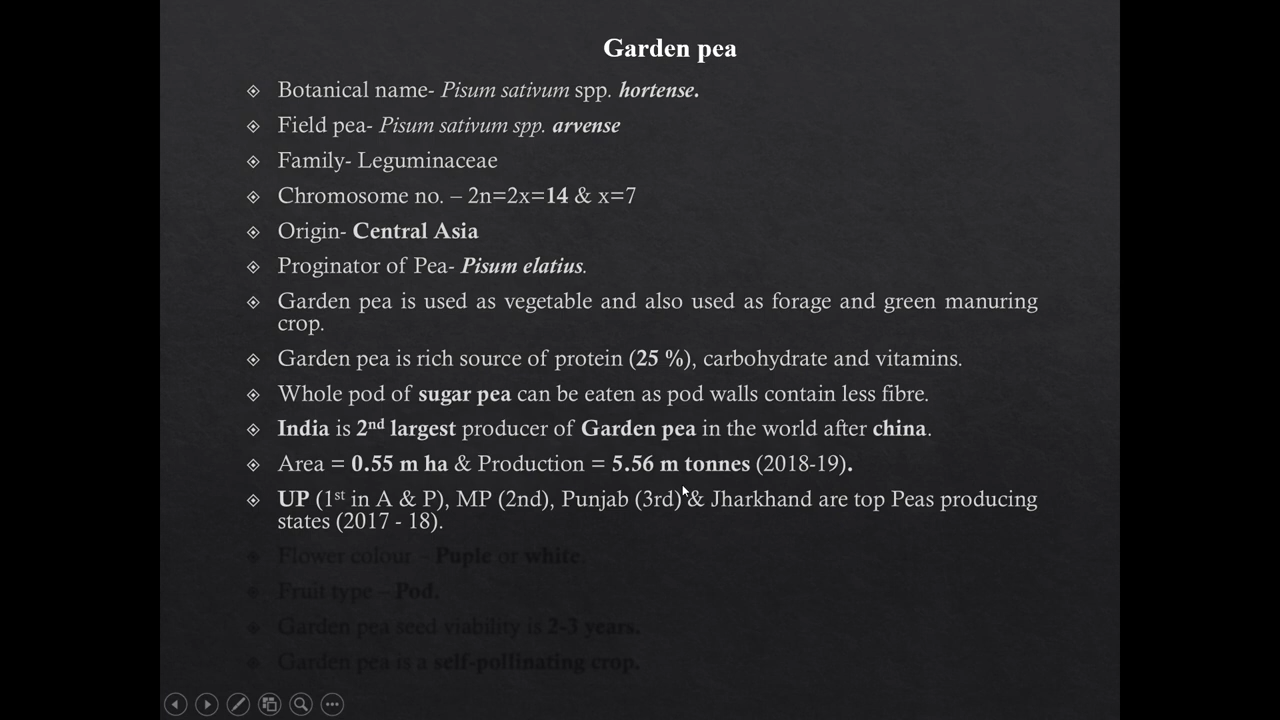 Garden pea
Botanical name- Pisum sativum spp. hortense.
Field pea- Pisum sativum spp. arvense
Family- Leguminaceae
Chromosome no. – 2n=2x=14 & x=7
Origin- Central Asia
Proginator of Pea- Pisum elatius.
Garden pea is used as vegetable and also used as forage and green manuring
crop.
Garden pea is rich source of protein (25 %), carbohydrate and vitamins.
Whole pod of sugar pea can be eaten as pod walls contain less fibre.
India is 2nd largest producer of Garden pea in the world after china.
Area = 0.55 m ha & Production = 5.56 m tonnes (2018-19).
UP (1st in A & P), MP (2nd), Punjab (3rd) & Jharkhand are top Peas producing
states (2017 - 18).
Flower colour – Puple or white.
Fruit type – Pod.
Garden pea seed viability is 2-3 years.
Garden pea is a self-pollinating crop.